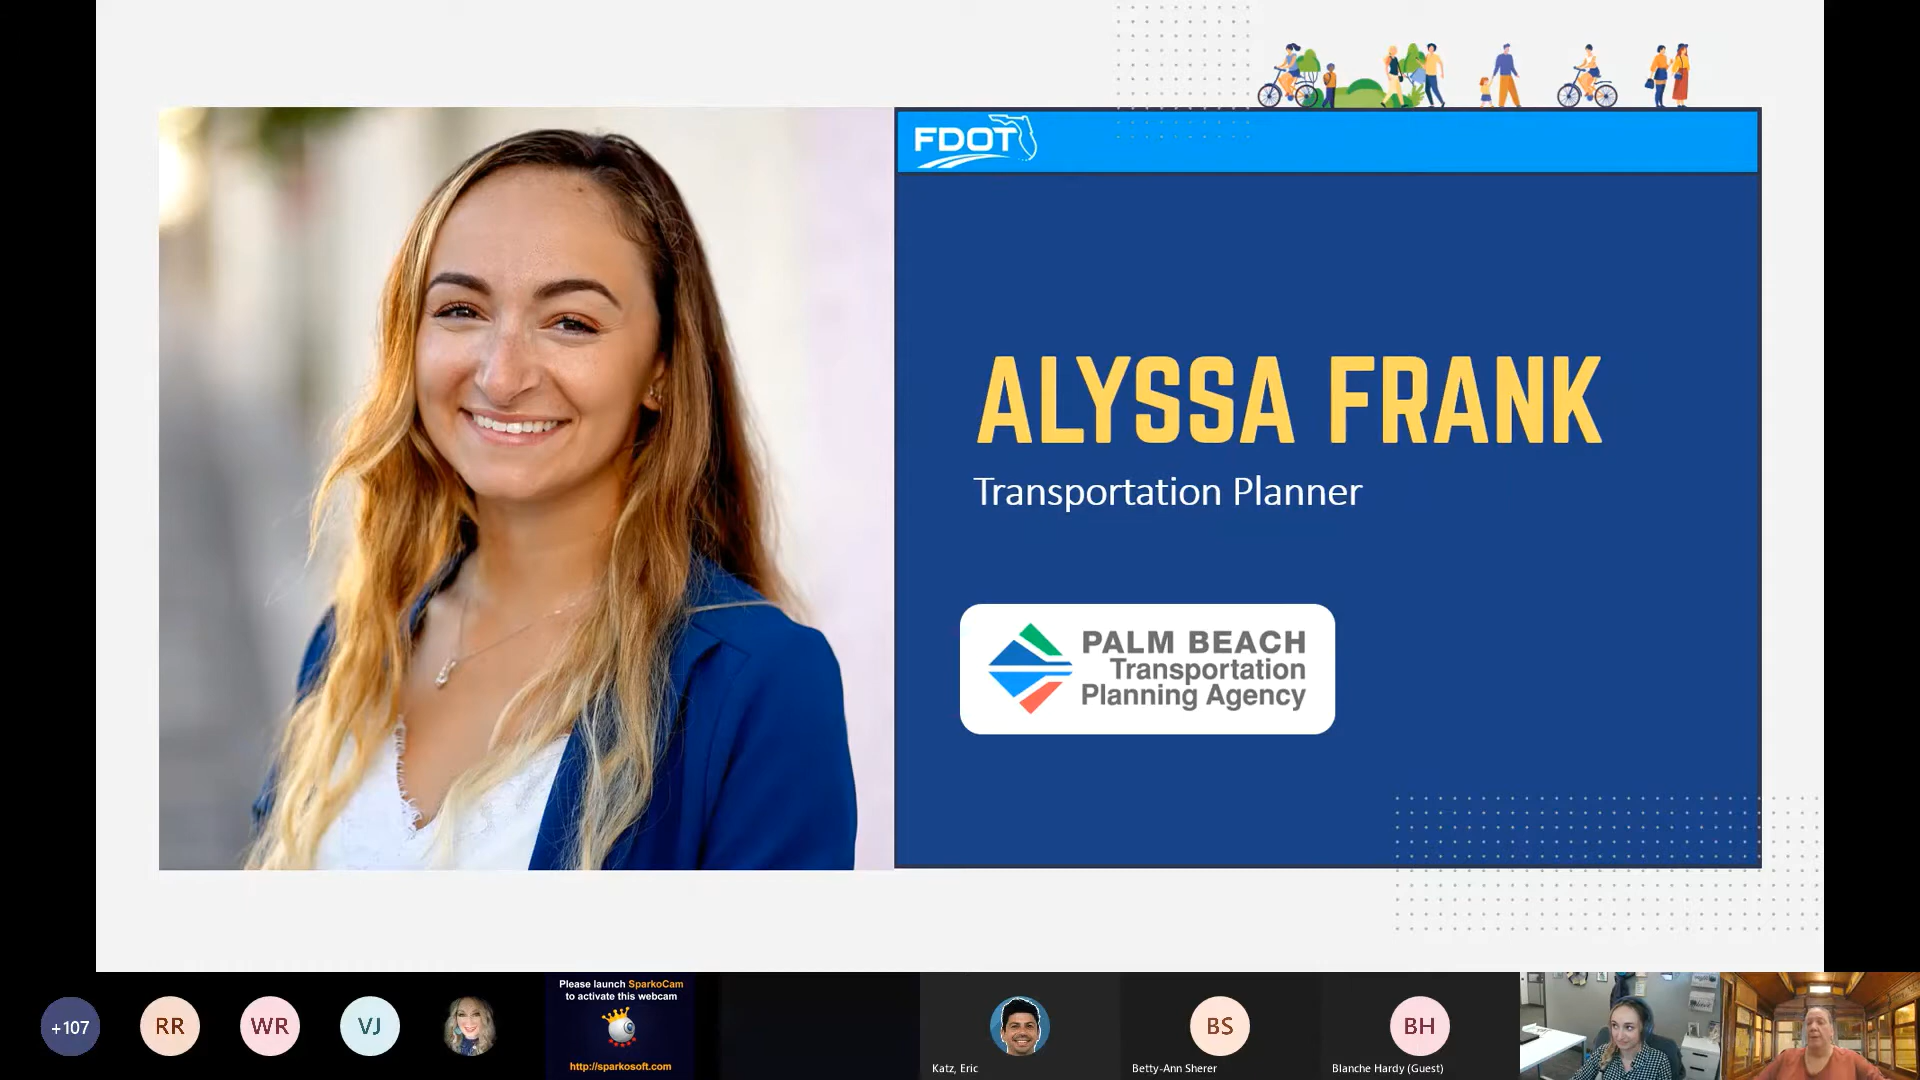 FDOT
ALYSSA FRANK
Transportation Planner
PALM BEACH
Transportation
Planning Agency
+107
RR
WR
VJ
Please launch SparkoCam
to activate this webcam
http://sparkosoft.com
Katz, Eric
BS
Betty-Ann Sherer
BH
Blanche Hardy (Guest)